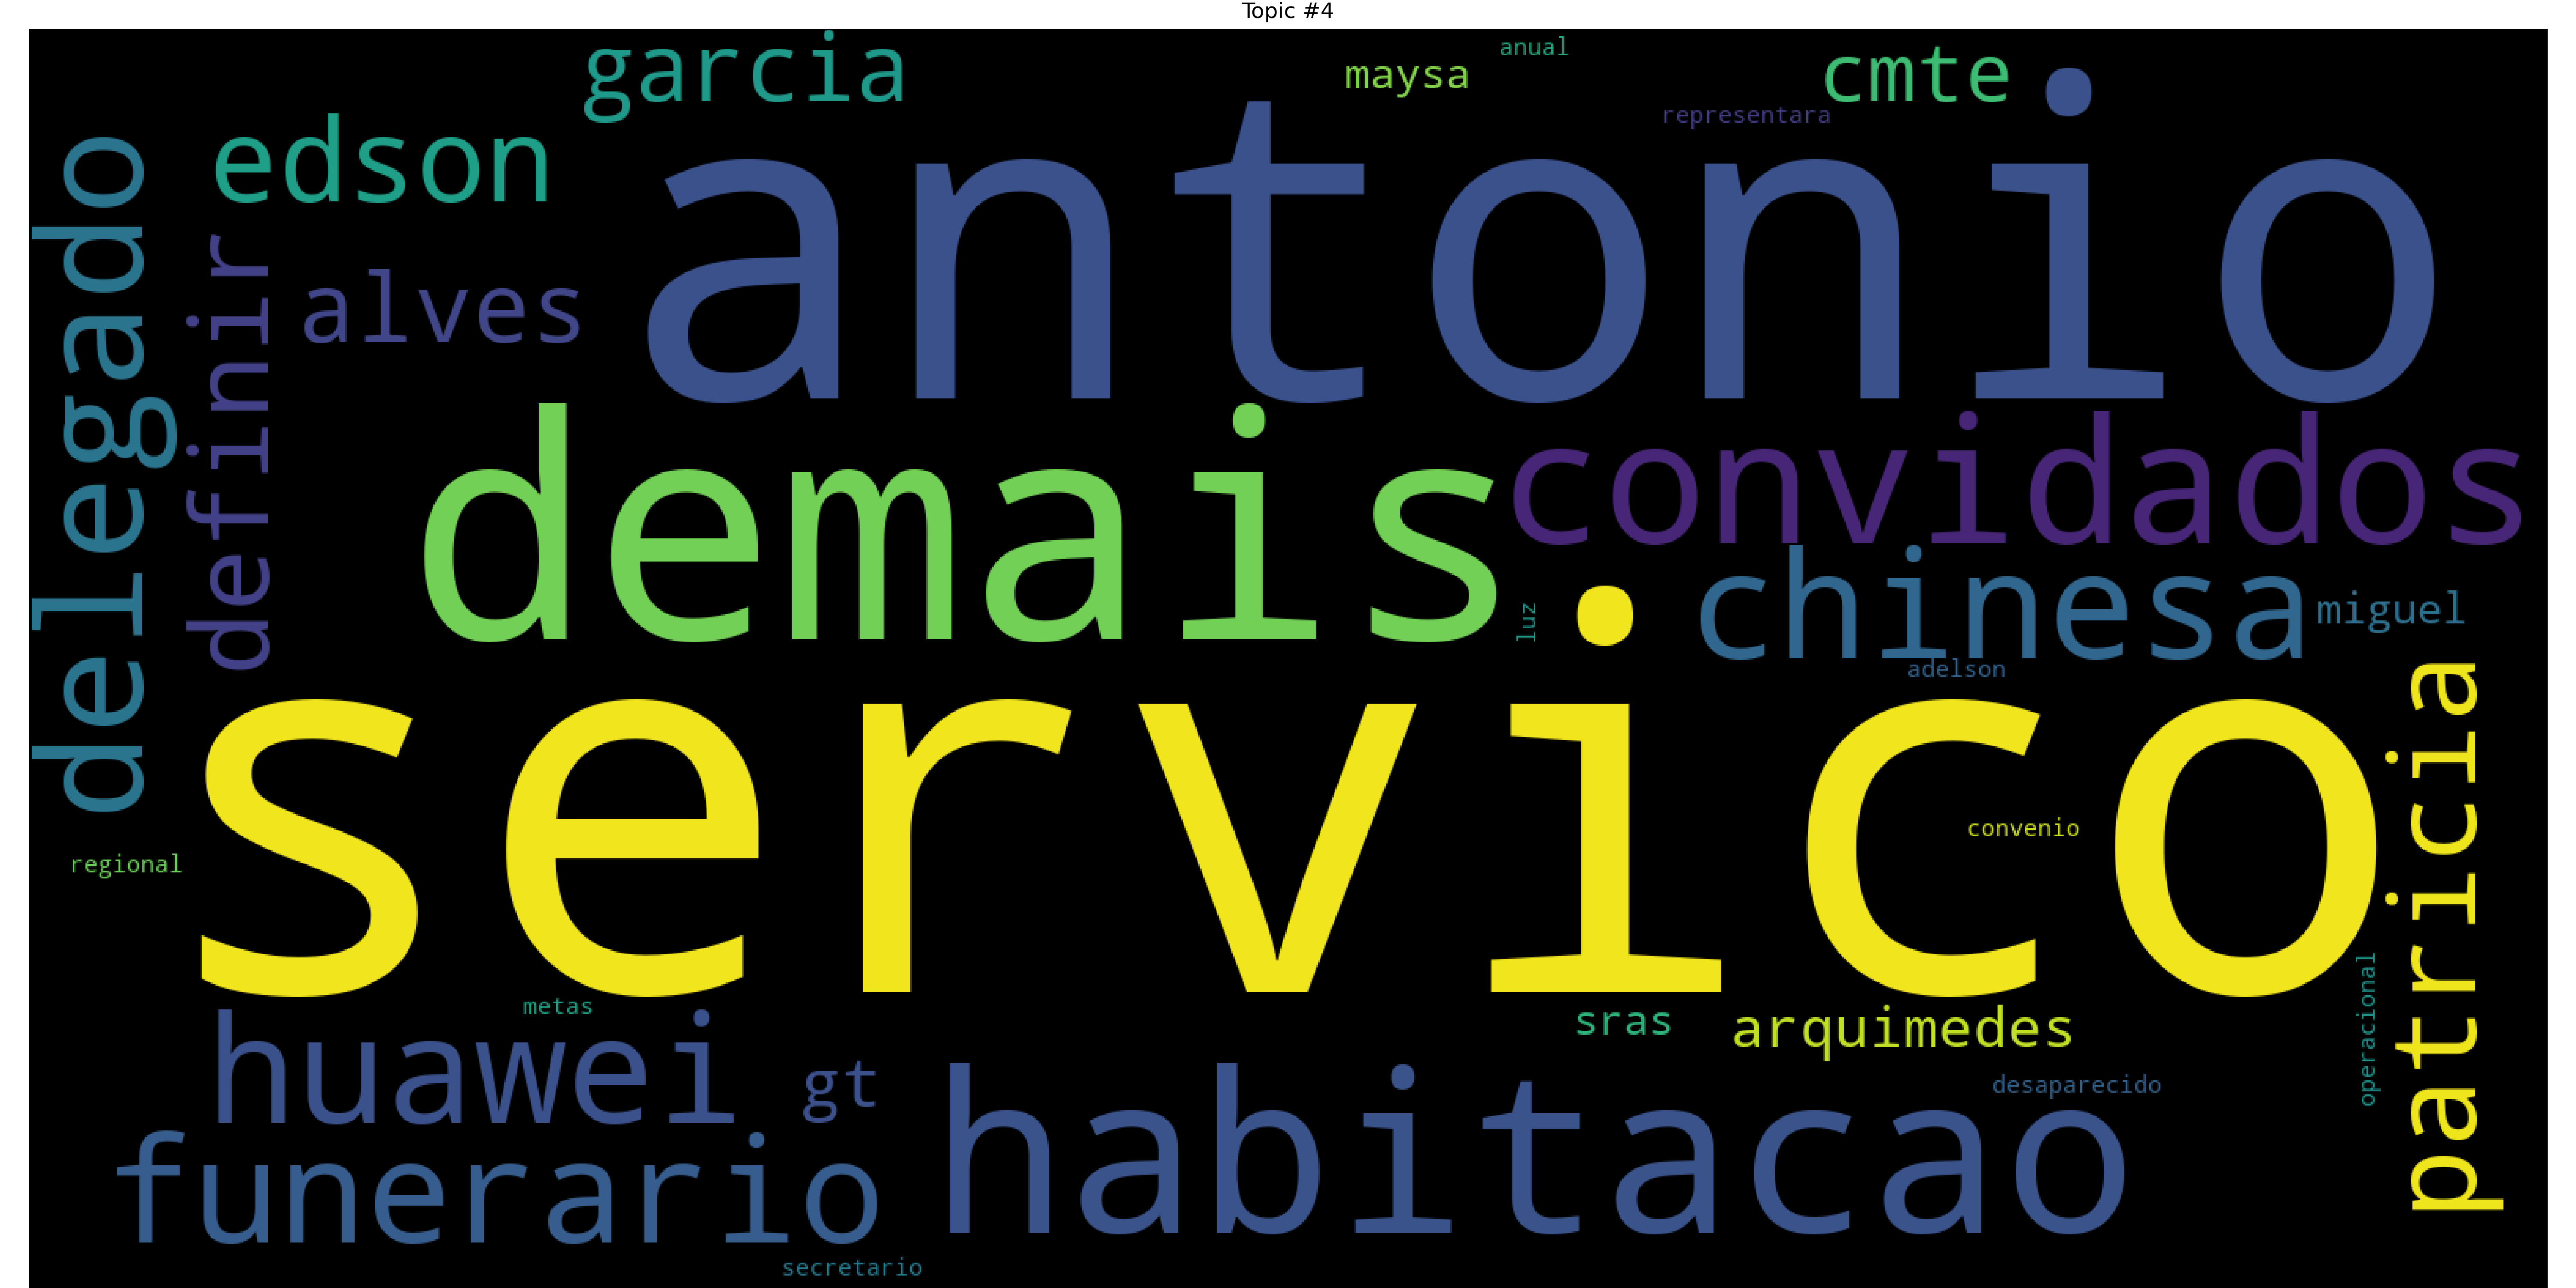 Topic #4
anual
garcia
maysa
cmte
representara
edson
antonio
delegado
definir
alves
demais
convidados
chinesa
miguel
luz
adelson
servico
convenio
patricia
regional
metas
sras
arquimedes
operacional
huawei
gt
habitacao
desaparecido
funerario
secretario